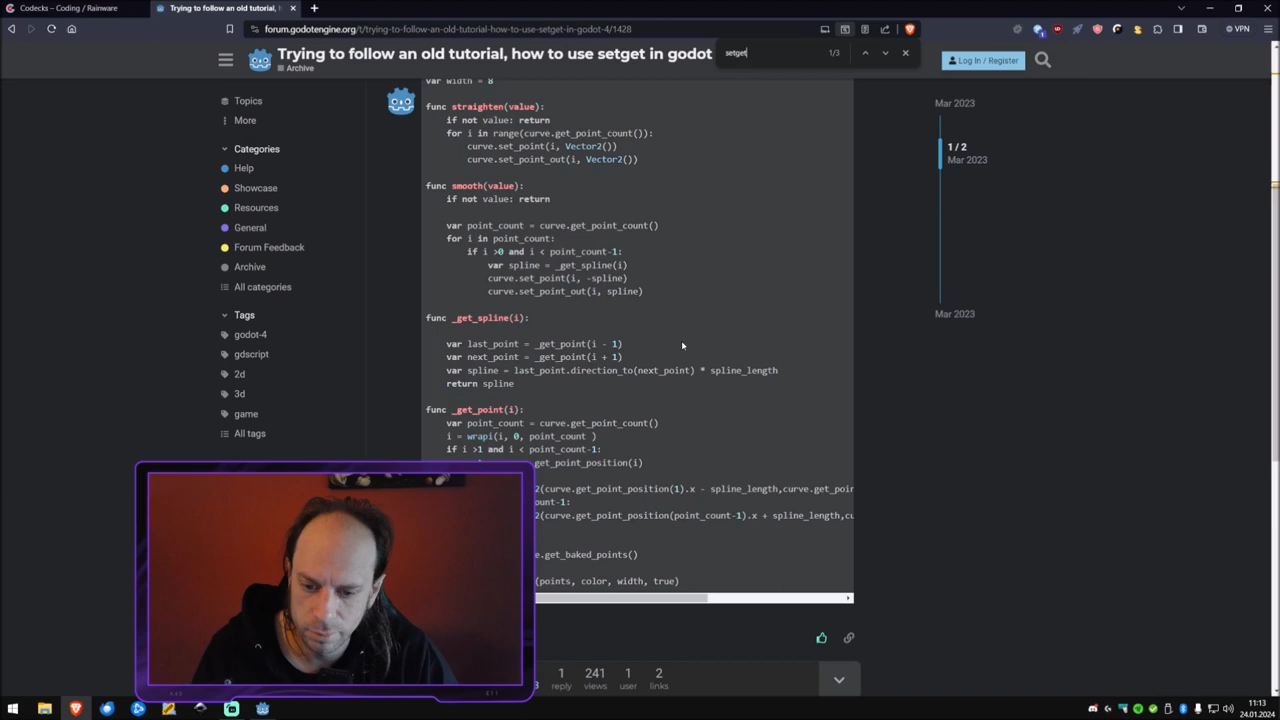 Codecks – Coding / Rainware
Trying to follow an old tutorial,
forum.godotengine.org/t/trying-to-follow-an-old-tutorial-how-to-use-setget-in-godot-4/1428
VPN
setget
1/3
Trying to follow an old tutorial, how to use setget in godot
Archive
Log In / Register
Topics
More
Categories
Help
Showcase
Resources
General
Forum Feedback
Archive
All categories
Tags
godot-4
gdscript
2d
3d
game
All tags
var width = 8
func straighten(value):
if not value: return
for i in range(curve.get_point_count()):
curve.set_point(i, Vector2())
curve.set_point_out(i, Vector2())
func smooth(value):
if not value: return
var point_count = curve.get_point_count()
for i in point_count:
if i >0 and i < point_count-1:
var spline = _get_spline(i)
curve.set_point(i, -spline)
curve.set_point_out(i, spline)
func _get_spline(i):
var last_point = _get_point(i - 1)
var next_point = _get_point(i + 1)
var spline = last_point.direction_to(next_point) * spline_length
return spline
func _get_point(i):
var point_count = curve.get_point_count()
i = wrapi(i, 0, point_count )
if i >1 and i < point_count-1:
get_point_position(i)
2(curve.get_point_position(1).x - spline_length,curve.get_poin
ount-1:
2(curve.get_point_position(point_count-1).x + spline_length,cu
e.get_baked_points()
(points, color, width, true)
1
reply
241
views
1
user
2
links
Mar 2023
1 / 2
Mar 2023
Mar 2023
11:13
24.01.2024